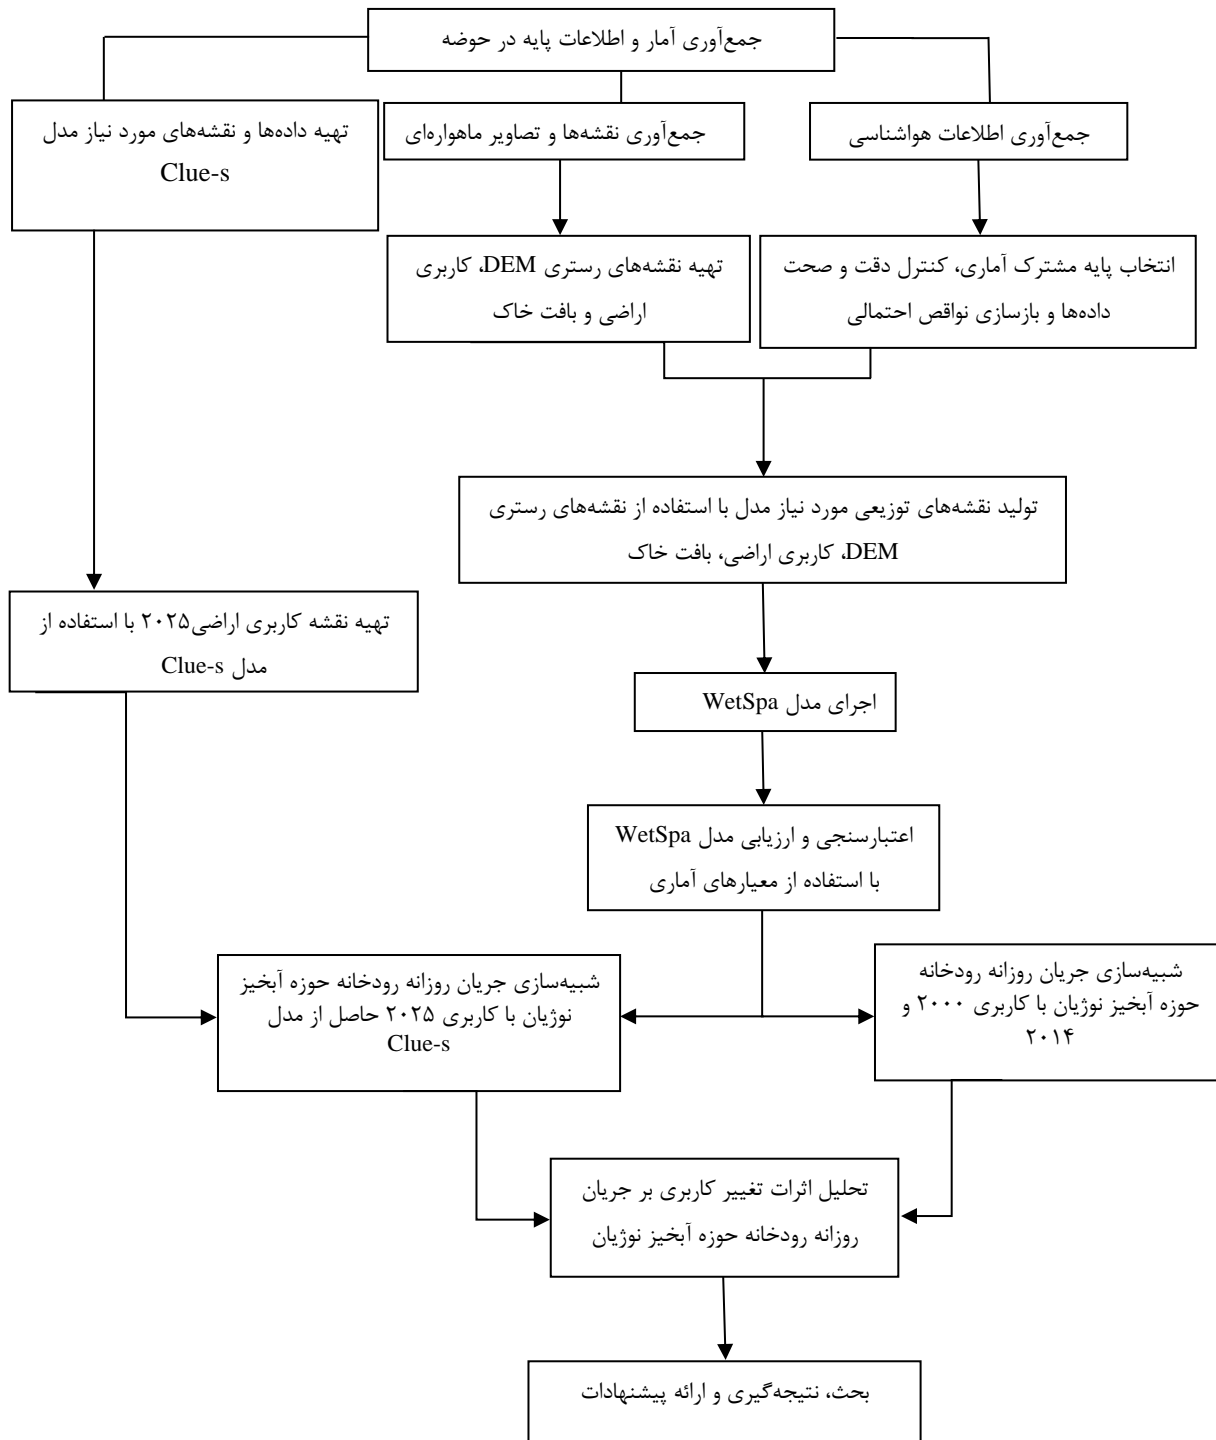 جمع‌آوری آمار و اطلاعات پایه در حوضه
جمع‌آوری اطلاعات هواشناسی
جمع‌آوری نقشه‌ها و تصاویر ماهواره‌ای
تهیه داده‌ها و نقشه‌های مورد نیاز مدل
Clue-s
انتخاب پایه مشترک آماری، کنترل دقت و صحت
داده‌ها و بازسازی نواقص احتمالی
تهیه نقشه‌های رستری DEM، کاربری
اراضی و بافت خاک
تولید نقشه‌های توزیعی مورد نیاز مدل با استفاده از نقشه‌های رستری
DEM، کاربری اراضی، بافت خاک
تهیه نقشه کاربری اراضی۲۰۲۵ با استفاده از
مدل Clue-s
اجرای مدل WetSpa
اعتبارسنجی و ارزیابی مدل WetSpa
با استفاده از معیارهای آماری
شبیه‌سازی جریان روزانه رودخانه
حوزه آبخیز نوژیان با کاربری ۲۰۰۰ و
۲۰۱۴
شبیه‌سازی جریان روزانه رودخانه حوزه آبخیز
نوژیان با کاربری ۲۰۲۵ حاصل از مدل
Clue-s
تحلیل اثرات تغییر کاربری بر جریان
روزانه رودخانه حوزه آبخیز نوژیان
بحث، نتیجه‌گیری و ارائه پیشنهادات